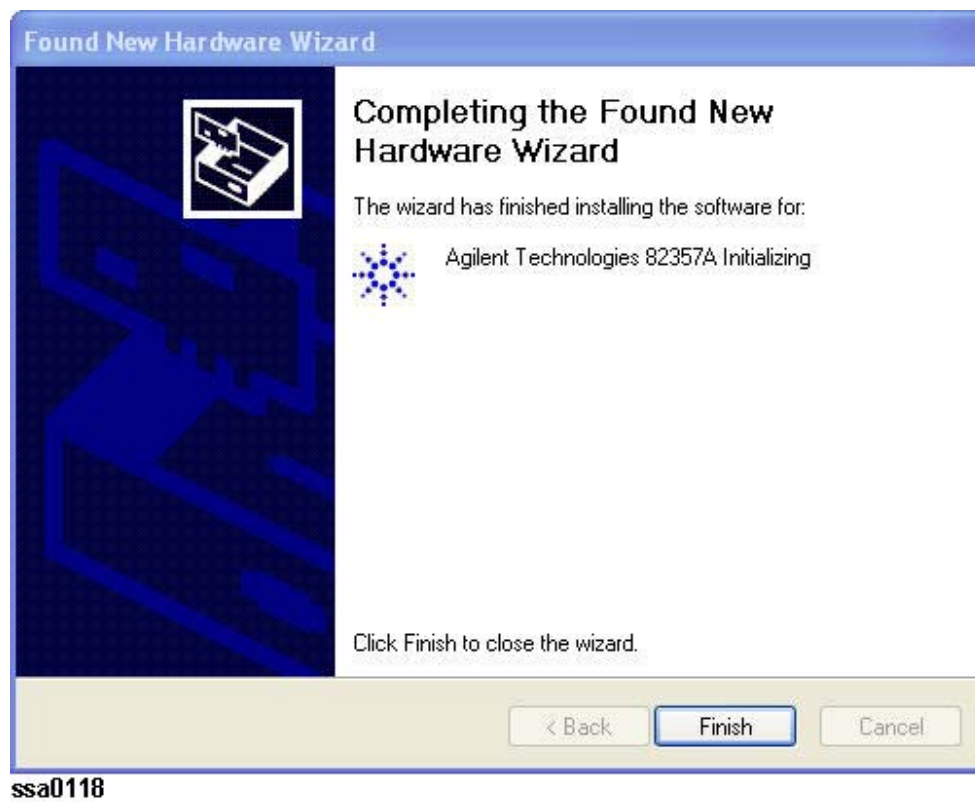 Found New Hardware Wizard
Completing the Found New
Hardware Wizard
The wizard has finished installing the software for:
Agilent Technologies 82357A Initializing
Click Finish to close the wizard.
< Back
Finish
Cancel
ssa0118